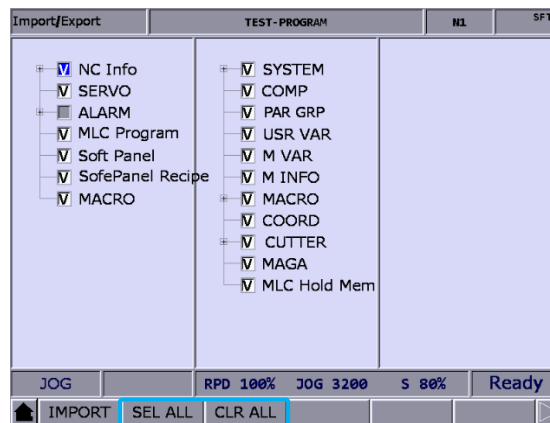 Import/Export TEST-PROGRAM N1 SFT
NC Info
SERVO
ALARM
MLC Program
Soft Panel
SofePanel Recipe
MACRO
SYSTEM
COMP
PAR GRP
USR VAR
M VAR
M INFO
MACRO
COORD
CUTTER
MAGA
MLC Hold Mem
JOG RPD 100% JOG 3200 S 80% Ready
IMPORT SEL ALL CLR ALL